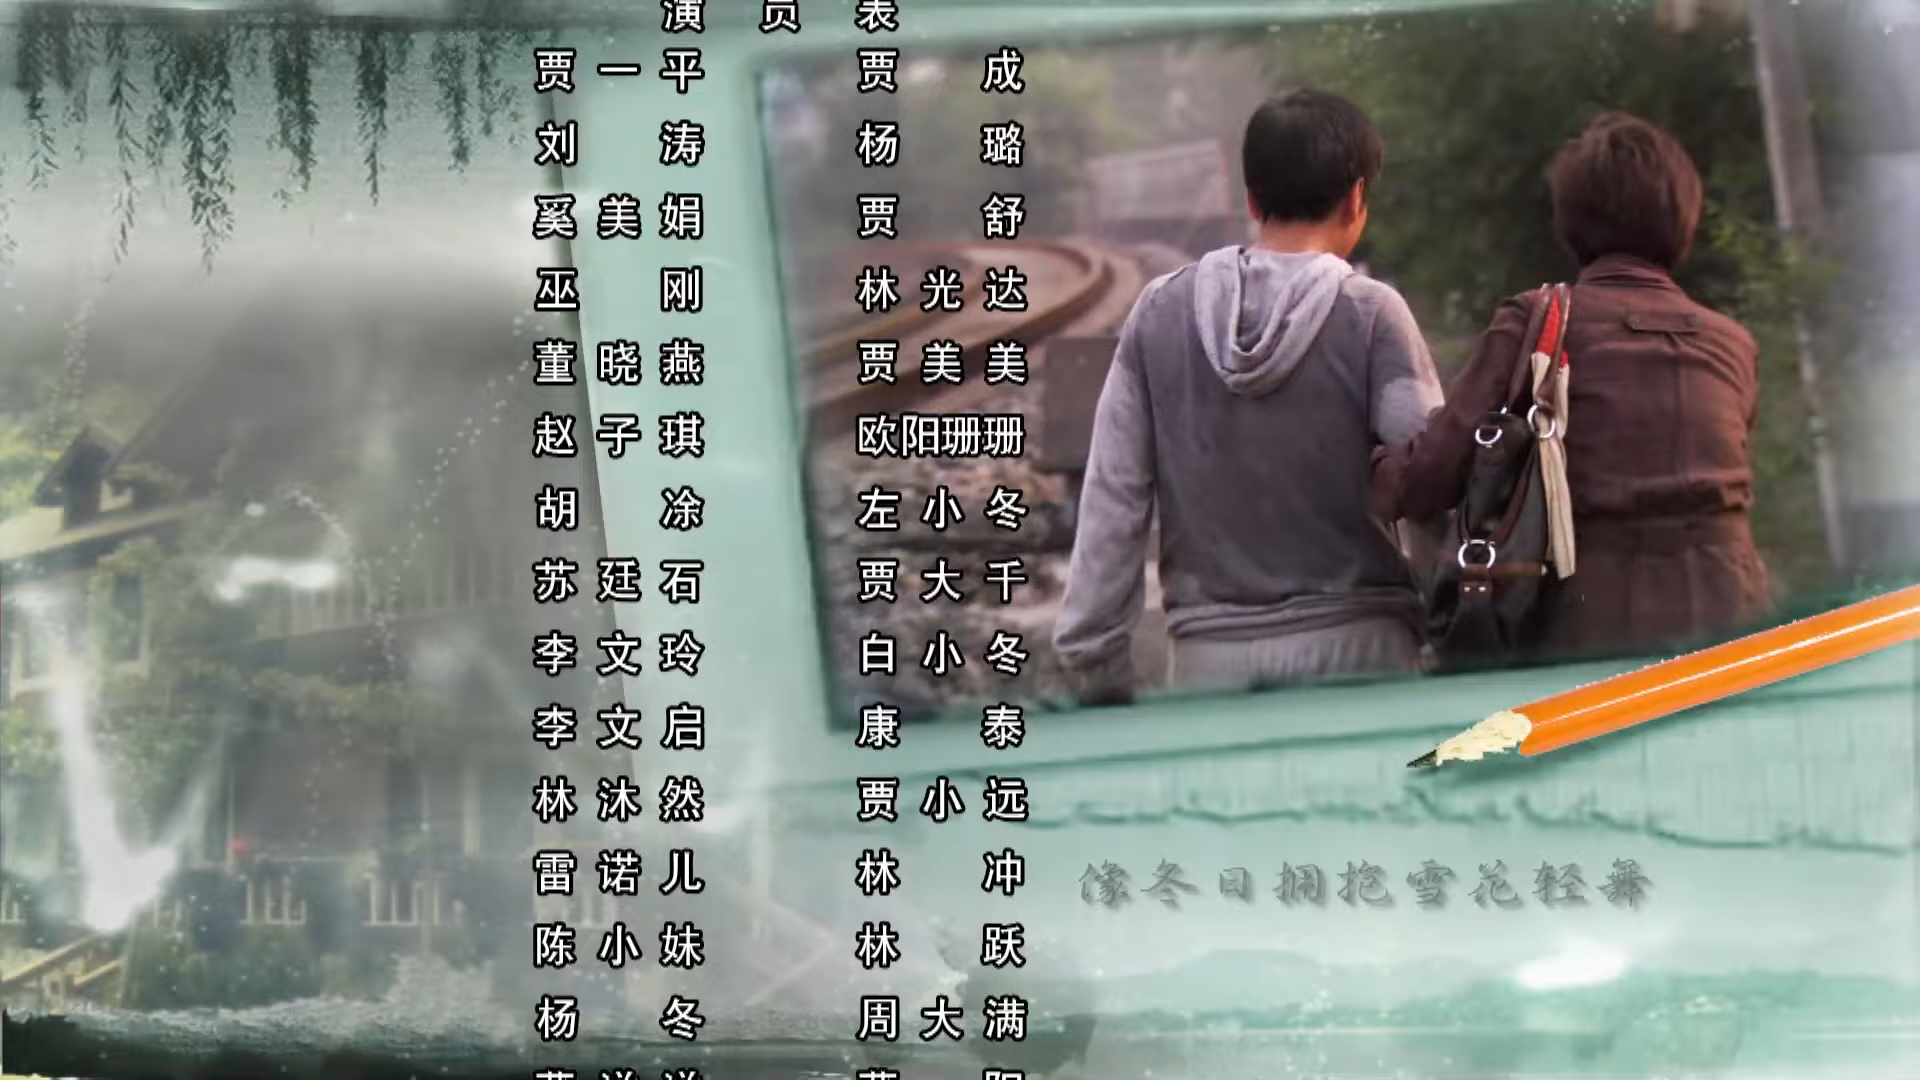 演员表
贾一平 贾成
刘涛 杨璐
奚美娟 贾舒
巫刚 林光达
董晓燕 贾美美
赵子琪 欧阳珊珊
胡凃 左小冬
苏廷石 贾大千
李文玲 白小冬
李文启 康泰
林沐然 贾小远
雷诺儿 林冲
陈小妹 林跃
杨冬 周大满
像冬日拥抱雪花轻舞